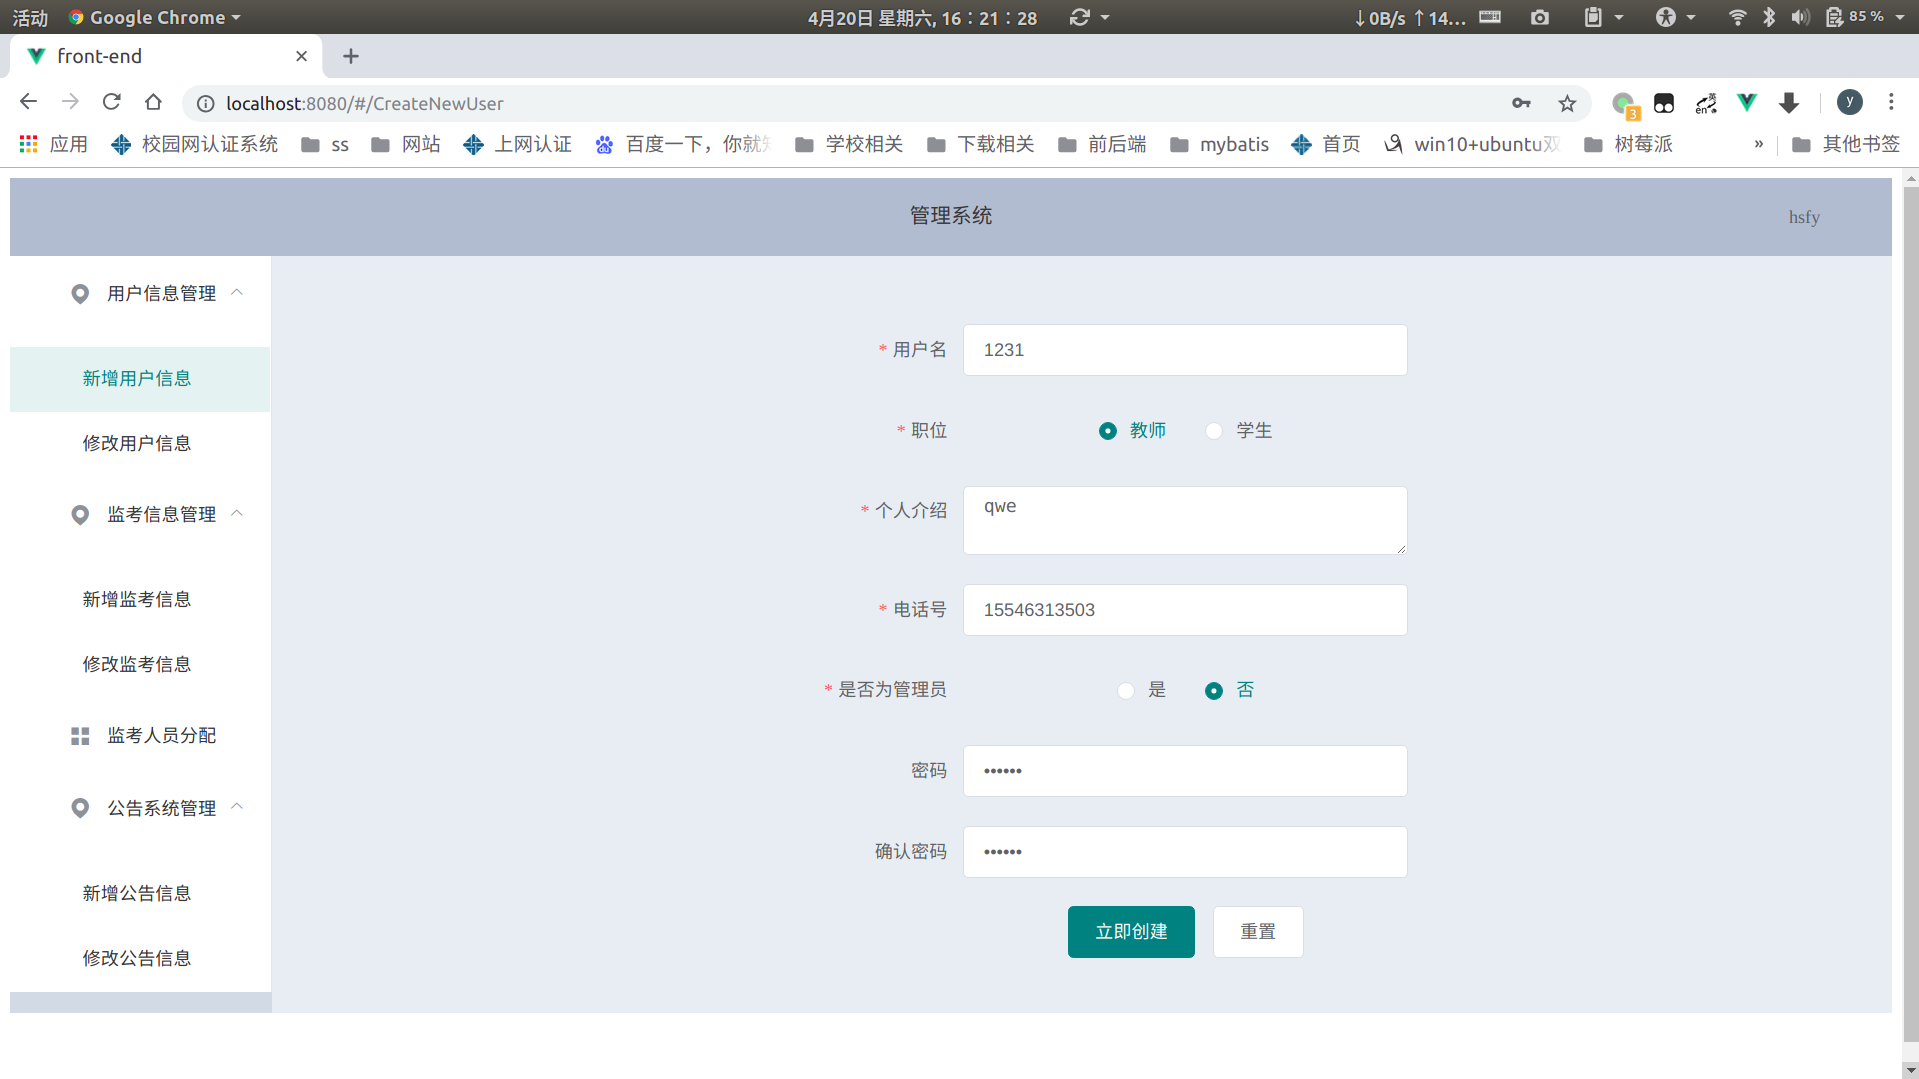 活动 Google Chrome 4月20日 星期六, 16：21：28 ↓0B/s ↑14... 85 %
front-end
localhost:8080/#/CreateNewUser 3 en英 y
应用 校园网认证系统 ss 网站 上网认证 百度一下，你就知 学校相关 下载相关 前后端 mybatis 首页 win10+ubuntu双 树莓派 » 其他书签
管理系统 hsfy
用户信息管理
新增用户信息
修改用户信息
监考信息管理
新增监考信息
修改监考信息
监考人员分配
公告系统管理
新增公告信息
修改公告信息
* 用户名 1231
* 职位 教师 学生
* 个人介绍 qwe
* 电话号 15546313503
* 是否为管理员 是 否
密码 ••••••
确认密码 ••••••
立即创建 重置